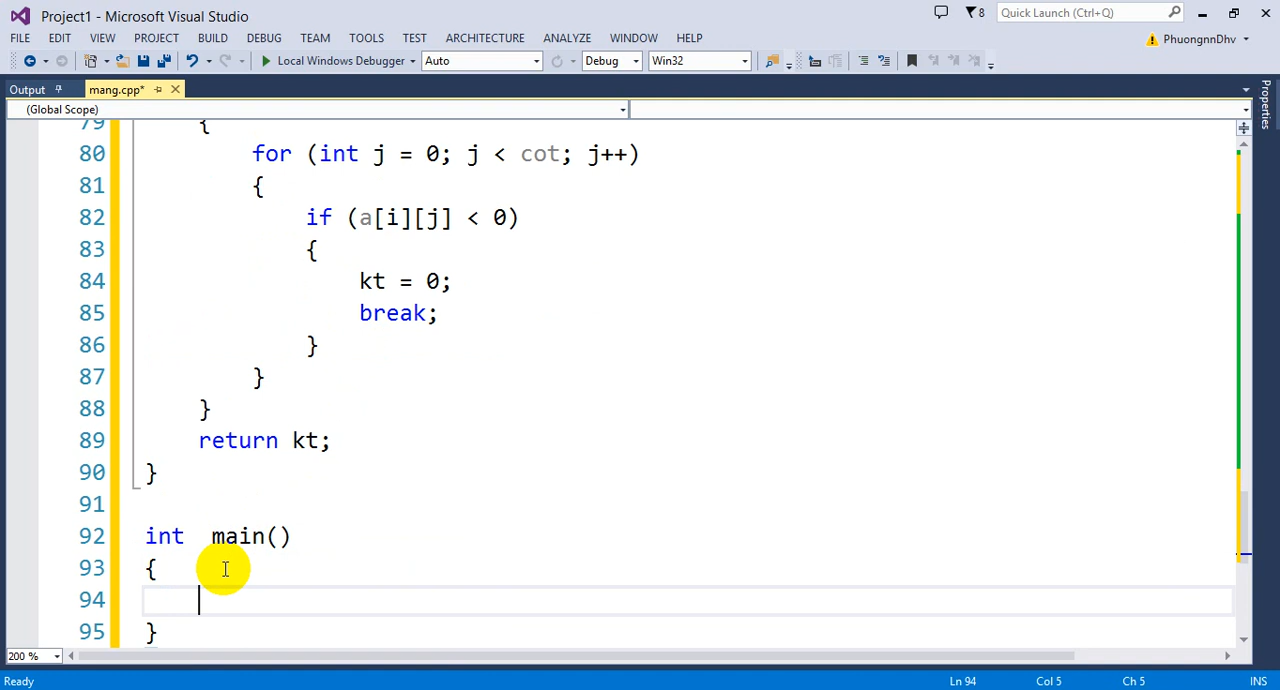 Project1 - Microsoft Visual Studio
8
Quick Launch (Ctrl+Q)
FILE EDIT VIEW PROJECT BUILD DEBUG TEAM TOOLS TEST ARCHITECTURE ANALYZE WINDOW HELP
PhuongnnDhv
Local Windows Debugger Auto Debug Win32
Output mang.cpp*
Properties
(Global Scope)
79 {
80 for (int j = 0; j < cot; j++)
81 {
82 if (a[i][j] < 0)
83 {
84 kt = 0;
85 break;
86 }
87 }
88 }
89 return kt;
90 }
91
92 int main()
93 {
94
95 }
200 %
Ready Ln 94 Col 5 Ch 5 INS